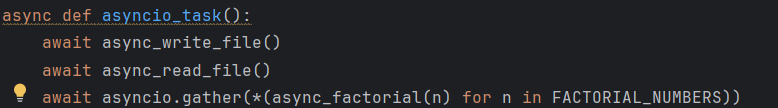 async def asyncio_task():
    await async_write_file()
    await async_read_file()
    await asyncio.gather(*(async_factorial(n) for n in FACTORIAL_NUMBERS))